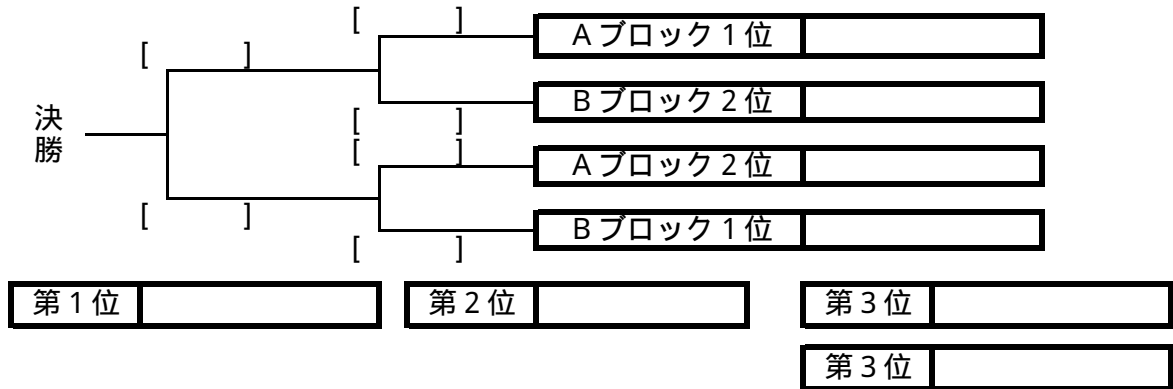 [ ]
Aブロック1位
[ ]
Bブロック2位
決勝
[ ]
[ ]
Aブロック2位
[ ]
Bブロック1位
[ ]
第1位
第2位
第3位
第3位